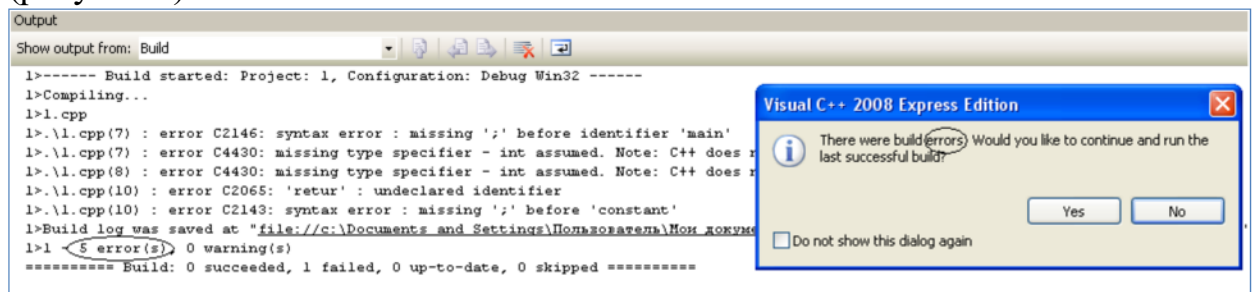 Output
Show output from: Build
1>------ Build started: Project: 1, Configuration: Debug Win32 ------
1>Compiling...
1>1.cpp
1>.\1.cpp(7) : error C2146: syntax error : missing ';' before identifier 'main'
1>.\1.cpp(7) : error C4430: missing type specifier - int assumed. Note: C++ does
1>.\1.cpp(8) : error C4430: missing type specifier - int assumed. Note: C++ does
1>.\1.cpp(10) : error C2065: 'retur' : undeclared identifier
1>.\1.cpp(10) : error C2143: syntax error : missing ';' before 'constant'
1>Build log was saved at "file://c:\Documents and Settings\Пользователь\Мои докуме
1>1 - 5 error(s), 0 warning(s)
========== Build: 0 succeeded, 1 failed, 0 up-to-date, 0 skipped ==========
Visual C++ 2008 Express Edition
There were build errors. Would you like to continue and run the
last successful build?
Yes No
Do not show this dialog again